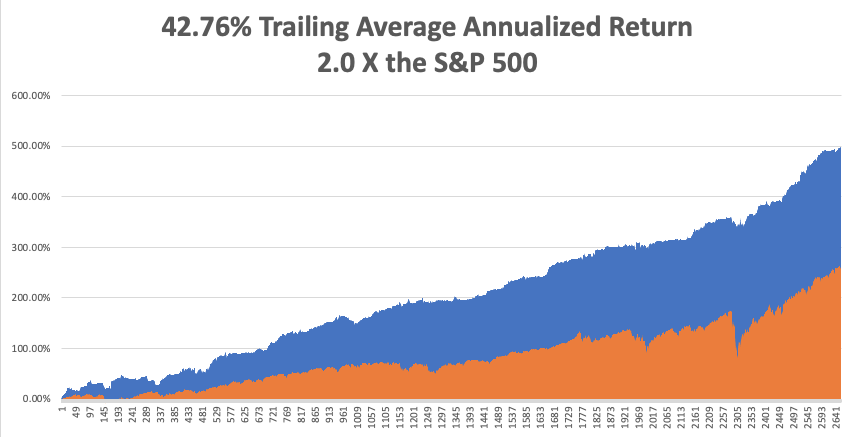 42.76% Trailing Average Annualized Return
2.0 X the S&P 500
600.00%
500.00%
400.00%
300.00%
200.00%
100.00%
0.00%
1 49 97 145 193 241 289 337 385 433 481 529 577 625 673 721 769 817 865 913 961 1009 1057 1105 1153 1201 1249 1297 1345 1393 1441 1489 1537 1585 1633 1681 1729 1777 1825 1873 1921 1969 2017 2065 2113 2161 2209 2257 2305 2353 2401 2449 2497 2545 2593 2641